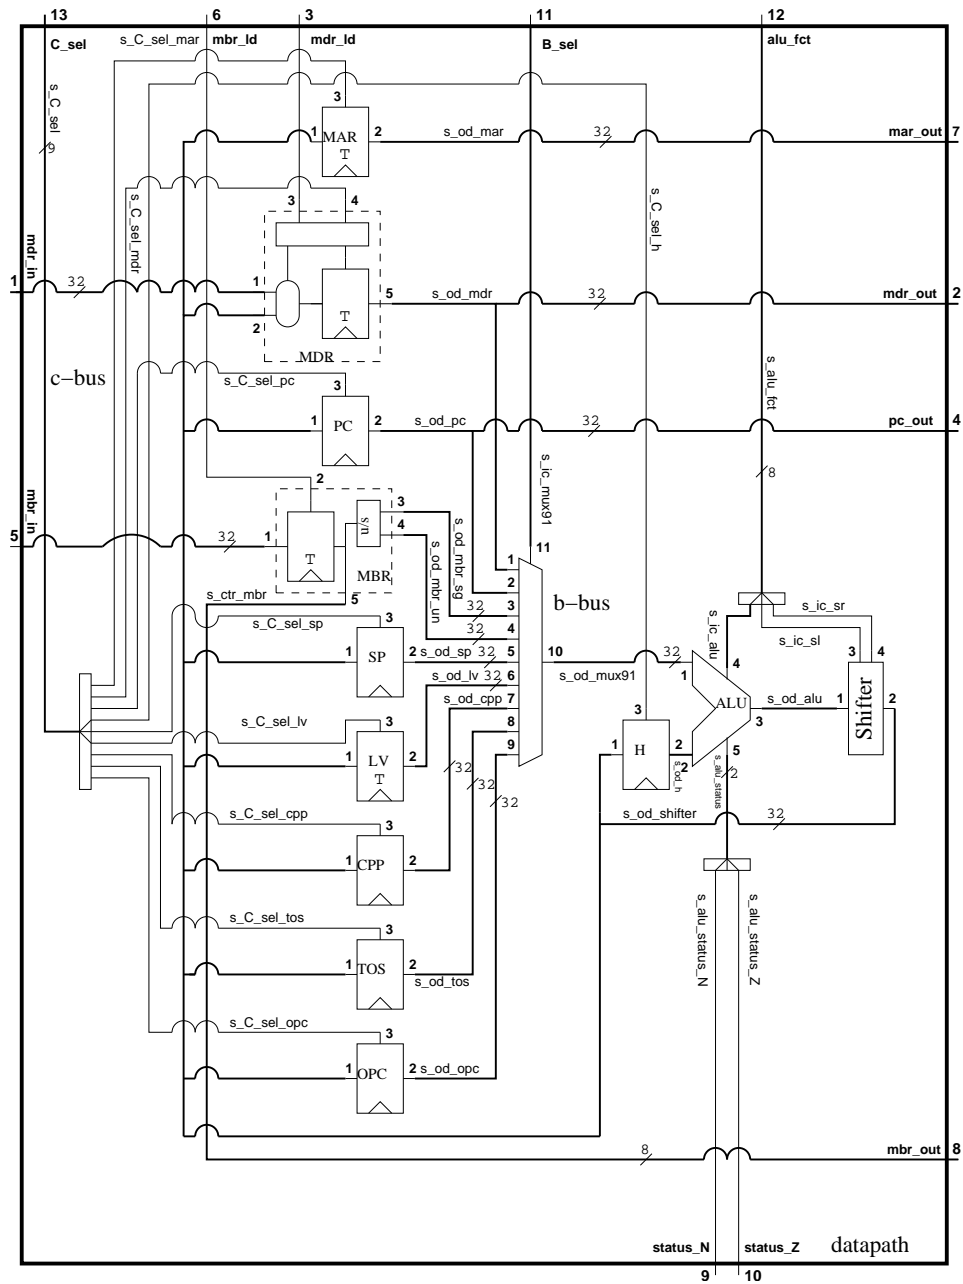 13 6 3 11 12
C_sel s_C_sel_mar mbr_ld mdr_ld B_sel alu_fct
s_C_sel
9
3
1 MAR 2 s_od_mar 32 mar_out 7
T
s_C_sel_mdr
s_C_sel_h
3 4
mdr_in
1 32 1 5 s_od_mdr 32 mdr_out 2
2 T
MDR
c-bus
s_C_sel_pc 3
s_alu_fct
1 PC 2 s_od_pc 32 pc_out 4
s_ic_mux91
8
2
mbr_in
5 32 1 T s/u 3
4
MBR
s_od_mbr_sg
s_od_mbr_un
11
1
2
s_ctr_mbr 5
32 3 b-bus
s_C_sel_sp 3
32 4
s_ic_alu
s_ic_sr
s_ic_sl
1 SP 2 s_od_sp 32 5 10 s_od_mux91 32 1 4 3 4
s_od_lv 32 6
s_od_cpp 7
ALU 3 s_od_alu 1 Shifter 2
s_C_sel_lv 3 8
9
1 LV 2
T
3
1 H 2
s_od_h
2
5
s_alu_status
2
32
32
32
s_C_sel_cpp 3
s_od_shifter 32
1 CPP 2
s_C_sel_tos 3
s_alu_status_N
s_alu_status_Z
1 TOS 2
s_od_tos
s_C_sel_opc 3
1 OPC 2 s_od_opc
8 mbr_out 8
status_N status_Z datapath
9 10